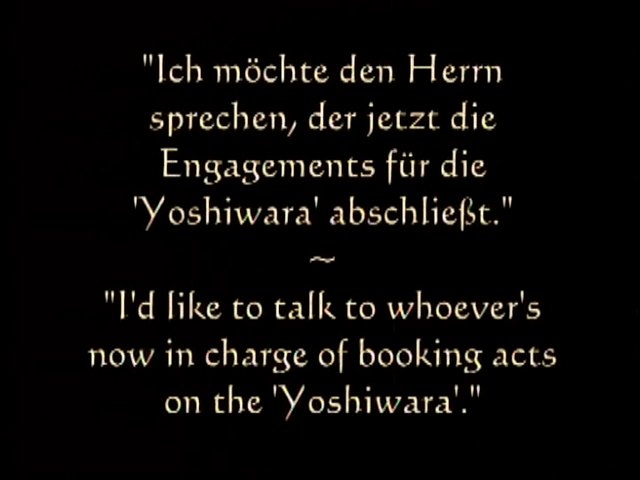 "Ich möchte den Herrn
sprechen, der jetzt die
Engagements für die
'Yoshiwara' abschließt."
~
"I'd like to talk to whoever's
now in charge of booking acts
on the 'Yoshiwara'."